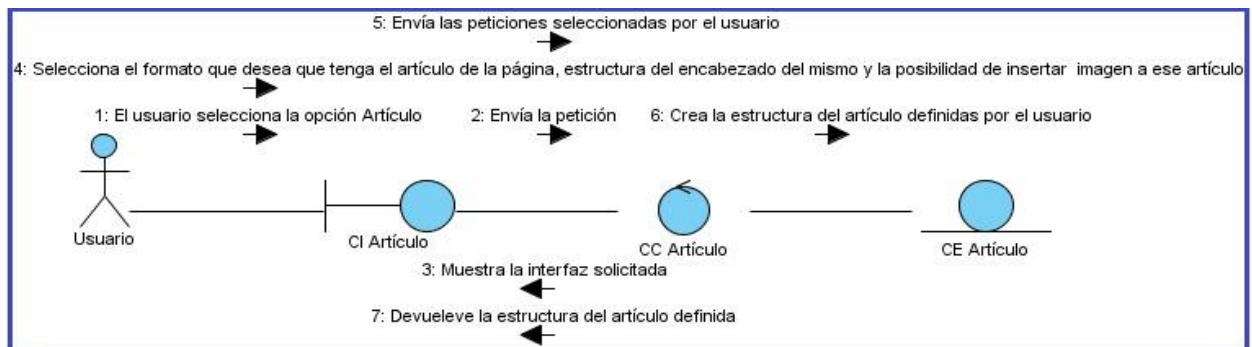 5: Envía las peticiones seleccionadas por el usuario
4: Selecciona el formato que desea que tenga el artículo de la página, estructura del encabezado del mismo y la posibilidad de insertar imagen a ese artículo
1: El usuario selecciona la opción Artículo
2: Envía la petición
6: Crea la estructura del artículo definidas por el usuario
Usuario
CI Artículo
CC Artículo
CE Artículo
3: Muestra la interfaz solicitada
7: Devueleve la estructura del artículo definida